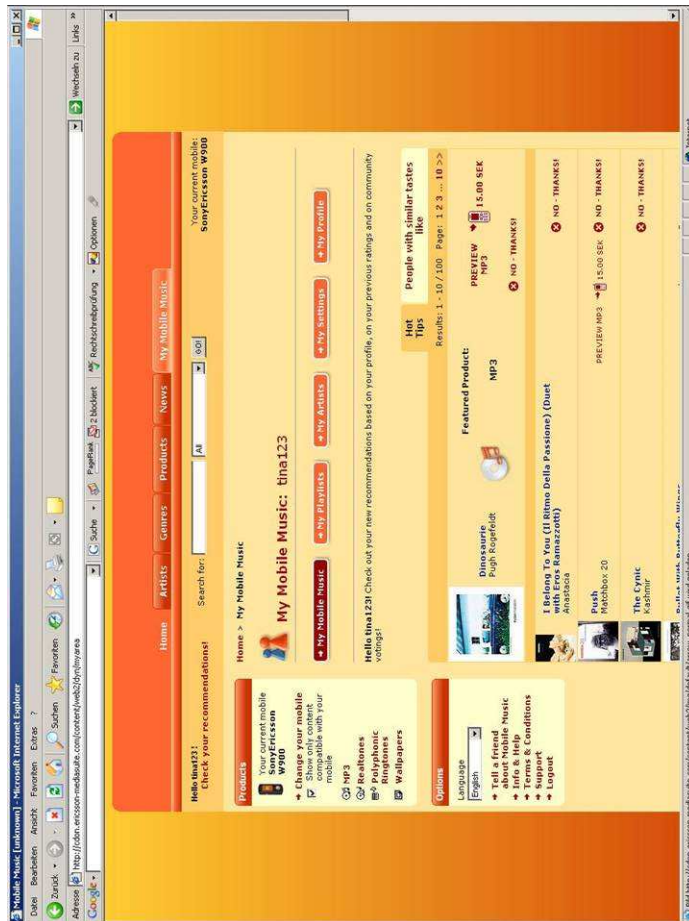 Mobile Music [unknown] - Microsoft Internet Explorer
Datei Bearbeiten Ansicht Favoriten Extras ?
Zurück Suchen Favoriten
Adresse http://cdon.ericsson-mediasuite.com/content/web2/dyn/myarea Wechseln zu Links »
Google Suche PageRank 2 blockiert Rechtschreibprüfung Optionen
Home Artists Genres Products News My Mobile Music
Hello tina123!
Check your recommendations!
Search for: All GO!
Your current mobile:
SonyEricsson W900
Products
Your current mobile
SonyEricsson
W900
Change your mobile
Show only content
compatible with your
mobile
MP3
Realtones
Polyphonic
Ringtones
Wallpapers
Options
Language
English
Tell a friend
about Mobile Music
Info & Help
Terms & Conditions
Support
Logout
Home > My Mobile Music
My Mobile Music: tina123
My Mobile Music My Playlists My Artists My Settings My Profile
Hello tina123! Check out your new recommendations based on your profile, on your previous ratings and on community
votings!
Hot
Tips
People with similar tastes
like
Results: 1 - 10 / 100 Page: 1 2 3 ... 10 >>
Dinosaurie
Pugh Rogefeldt
Featured Product:
MP3
PREVIEW
MP3
15.00 SEK
NO - THANKS!
I Belong To You (Il Ritmo Della Passione) (Duet
with Eros Ramazzotti)
Anastacia
NO - THANKS!
Push
Matchbox 20
PREVIEW MP3 15.00 SEK NO - THANKS!
The Cynic
Kashmir
NO - THANKS!
Bullet With Butterfly Wings
Internet